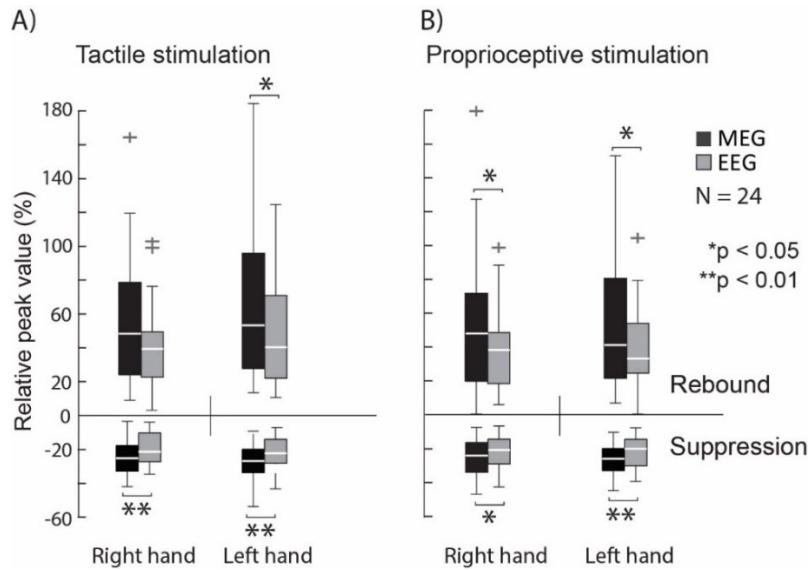 A)
Tactile stimulation
Relative peak value (%)
180
140
100
60
20
0
-20
-60
*
**
**
Right hand
Left hand
B)
Proprioceptive stimulation
*
*
*
**
Right hand
Left hand
MEG
EEG
N = 24
*p < 0.05
**p < 0.01
Rebound
Suppression